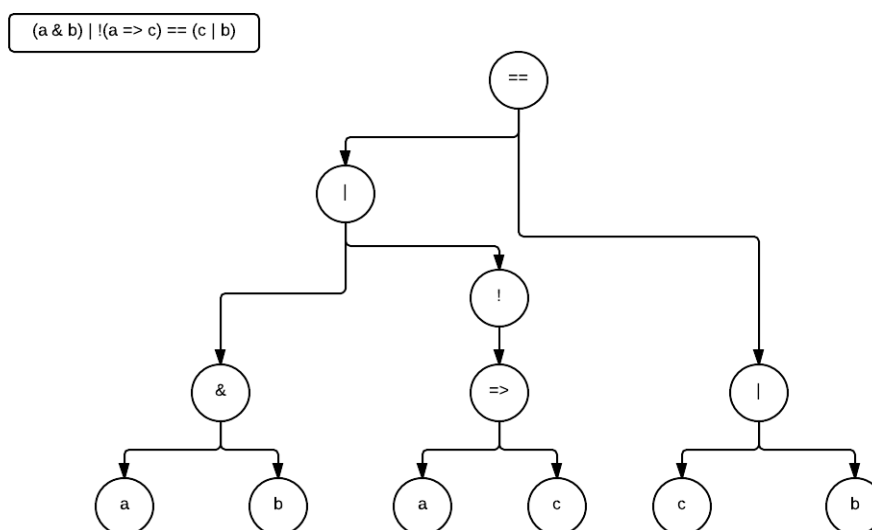 (a & b) | !(a => c) == (c | b)
==
|
!
&
=>
|
a
b
a
c
c
b